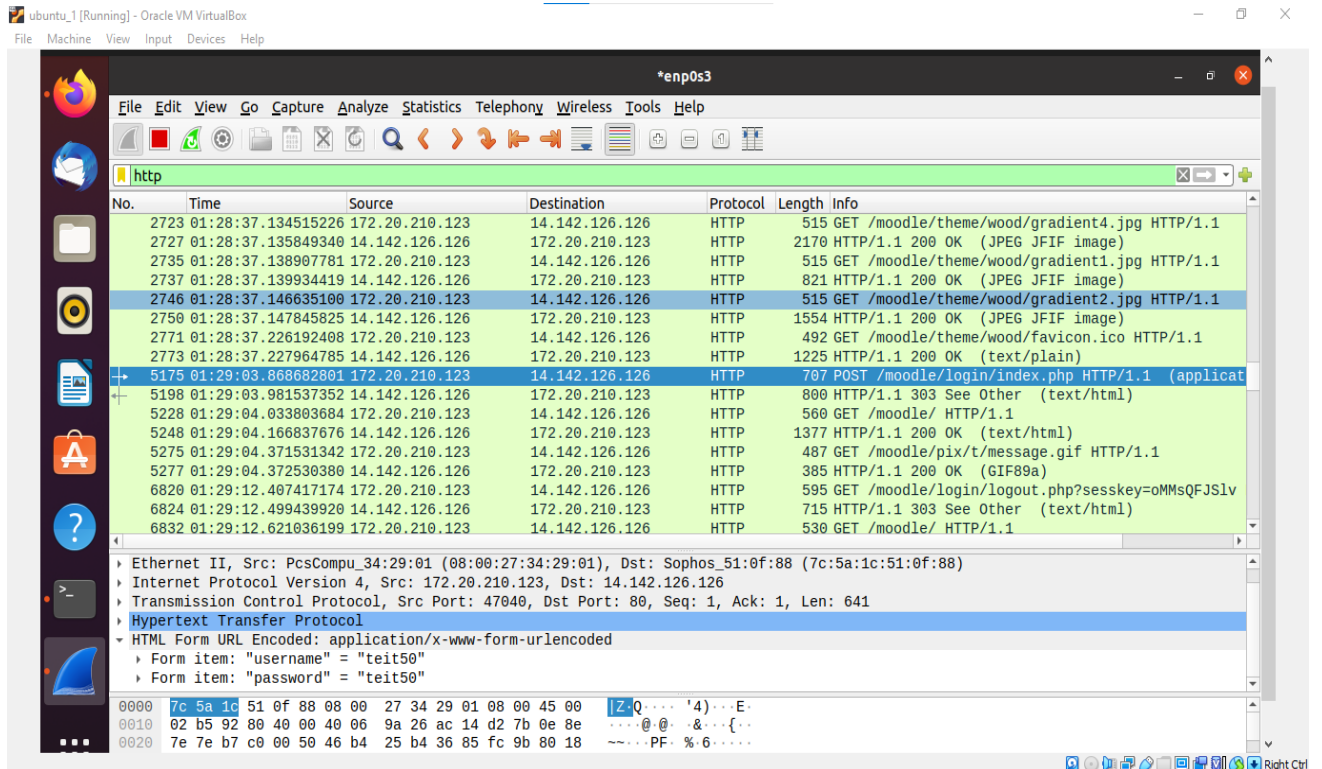 ubuntu_1 [Running] - Oracle VM VirtualBox
File Machine View Input Devices Help
*enp0s3
File Edit View Go Capture Analyze Statistics Telephony Wireless Tools Help
http
No. Time Source Destination Protocol Length Info
2723 01:28:37.134515226 172.20.210.123 14.142.126.126 HTTP 515 GET /moodle/theme/wood/gradient4.jpg HTTP/1.1
2727 01:28:37.135849340 14.142.126.126 172.20.210.123 HTTP 2170 HTTP/1.1 200 OK (JPEG JFIF image)
2735 01:28:37.138907781 172.20.210.123 14.142.126.126 HTTP 515 GET /moodle/theme/wood/gradient1.jpg HTTP/1.1
2737 01:28:37.139934419 14.142.126.126 172.20.210.123 HTTP 821 HTTP/1.1 200 OK (JPEG JFIF image)
2746 01:28:37.146635100 172.20.210.123 14.142.126.126 HTTP 515 GET /moodle/theme/wood/gradient2.jpg HTTP/1.1
2750 01:28:37.147845825 14.142.126.126 172.20.210.123 HTTP 1554 HTTP/1.1 200 OK (JPEG JFIF image)
2771 01:28:37.226192408 172.20.210.123 14.142.126.126 HTTP 492 GET /moodle/theme/wood/favicon.ico HTTP/1.1
2773 01:28:37.227964785 14.142.126.126 172.20.210.123 HTTP 1225 HTTP/1.1 200 OK (text/plain)
5175 01:29:03.868682801 172.20.210.123 14.142.126.126 HTTP 707 POST /moodle/login/index.php HTTP/1.1 (applicat
5198 01:29:03.981537352 14.142.126.126 172.20.210.123 HTTP 800 HTTP/1.1 303 See Other (text/html)
5228 01:29:04.033803684 172.20.210.123 14.142.126.126 HTTP 560 GET /moodle/ HTTP/1.1
5248 01:29:04.166837676 14.142.126.126 172.20.210.123 HTTP 1377 HTTP/1.1 200 OK (text/html)
5275 01:29:04.371531342 172.20.210.123 14.142.126.126 HTTP 487 GET /moodle/pix/t/message.gif HTTP/1.1
5277 01:29:04.372530380 14.142.126.126 172.20.210.123 HTTP 385 HTTP/1.1 200 OK (GIF89a)
6820 01:29:12.407417174 172.20.210.123 14.142.126.126 HTTP 595 GET /moodle/login/logout.php?sesskey=oMMsQFJSlv
6824 01:29:12.499439920 14.142.126.126 172.20.210.123 HTTP 715 HTTP/1.1 303 See Other (text/html)
6832 01:29:12.621036199 172.20.210.123 14.142.126.126 HTTP 530 GET /moodle/ HTTP/1.1
Ethernet II, Src: PcsCompu_34:29:01 (08:00:27:34:29:01), Dst: Sophos_51:0f:88 (7c:5a:1c:51:0f:88)
Internet Protocol Version 4, Src: 172.20.210.123, Dst: 14.142.126.126
Transmission Control Protocol, Src Port: 47040, Dst Port: 80, Seq: 1, Ack: 1, Len: 641
Hypertext Transfer Protocol
HTML Form URL Encoded: application/x-www-form-urlencoded
Form item: "username" = "teit50"
Form item: "password" = "teit50"
0000 7c 5a 1c 51 0f 88 08 00 27 34 29 01 08 00 45 00 |Z·Q···· '4)···E·
0010 02 b5 92 80 40 00 40 06 9a 26 ac 14 d2 7b 0e 8e ····@·@· ·&···{··
0020 7e 7e b7 c0 00 50 46 b4 25 b4 36 85 fc 9b 80 18 ~~···PF· %·6·····
Right Ctrl